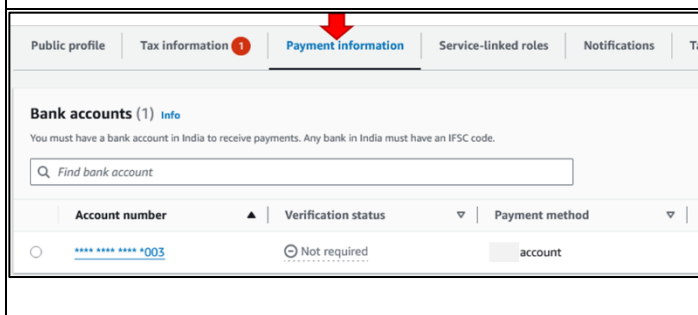 Public profile Tax information 1 Payment information Service-linked roles Notifications
Bank accounts (1) Info
You must have a bank account in India to receive payments. Any bank in India must have an IFSC code.
Find bank account
Account number Verification status Payment method
**** **** **** *003 Not required account